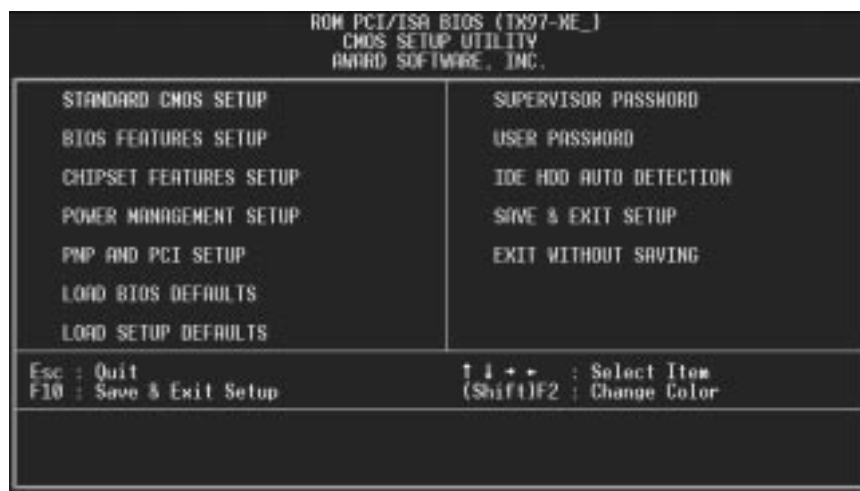 ROM PCI/ISA BIOS (TX97-XE_)
CMOS SETUP UTILITY
AWARD SOFTWARE, INC.
STANDARD CMOS SETUP
BIOS FEATURES SETUP
CHIPSET FEATURES SETUP
POWER MANAGEMENT SETUP
PNP AND PCI SETUP
LOAD BIOS DEFAULTS
LOAD SETUP DEFAULTS
SUPERVISOR PASSWORD
USER PASSWORD
IDE HDD AUTO DETECTION
SAVE & EXIT SETUP
EXIT WITHOUT SAVING
Esc : Quit
F10 : Save & Exit Setup
↑ ↓ → ← : Select Item
(Shift)F2 : Change Color